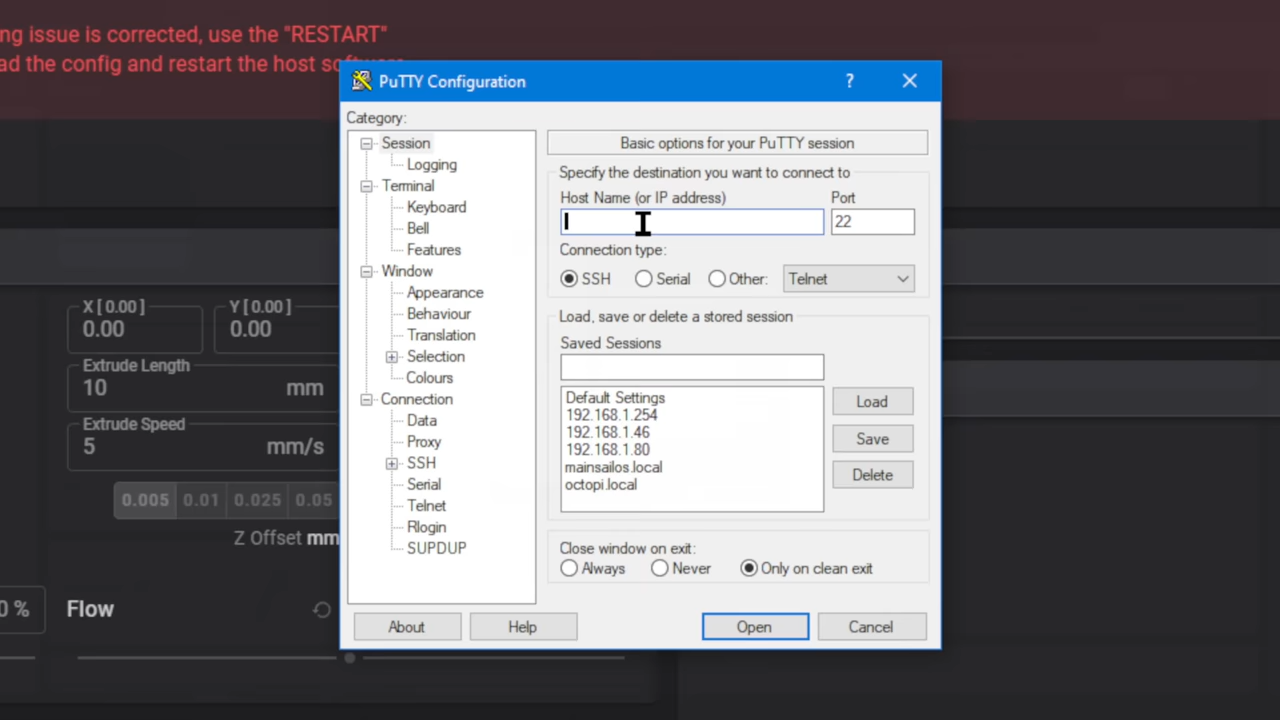 ng issue is corrected, use the "RESTART"
ad the config and restart the host software
PuTTY Configuration
?
Category:
Session
Logging
Terminal
Keyboard
Bell
Features
Window
Appearance
Behaviour
Translation
Selection
Colours
Connection
Data
Proxy
SSH
Serial
Telnet
Rlogin
SUPDUP
Basic options for your PuTTY session
Specify the destination you want to connect to
Host Name (or IP address)
Port
22
Connection type:
SSH Serial Other: Telnet
Load, save or delete a stored session
Saved Sessions
Default Settings
192.168.1.254
192.168.1.46
192.168.1.80
mainsailos.local
octopi.local
Load
Save
Delete
Close window on exit:
Always Never Only on clean exit
About Help Open Cancel
X [ 0.00 ] Y [ 0.00 ]
0.00 0.00
Extrude Length
10 mm
Extrude Speed
5 mm/s
0.005 0.01 0.025 0.05
Z Offset mm
0 % Flow